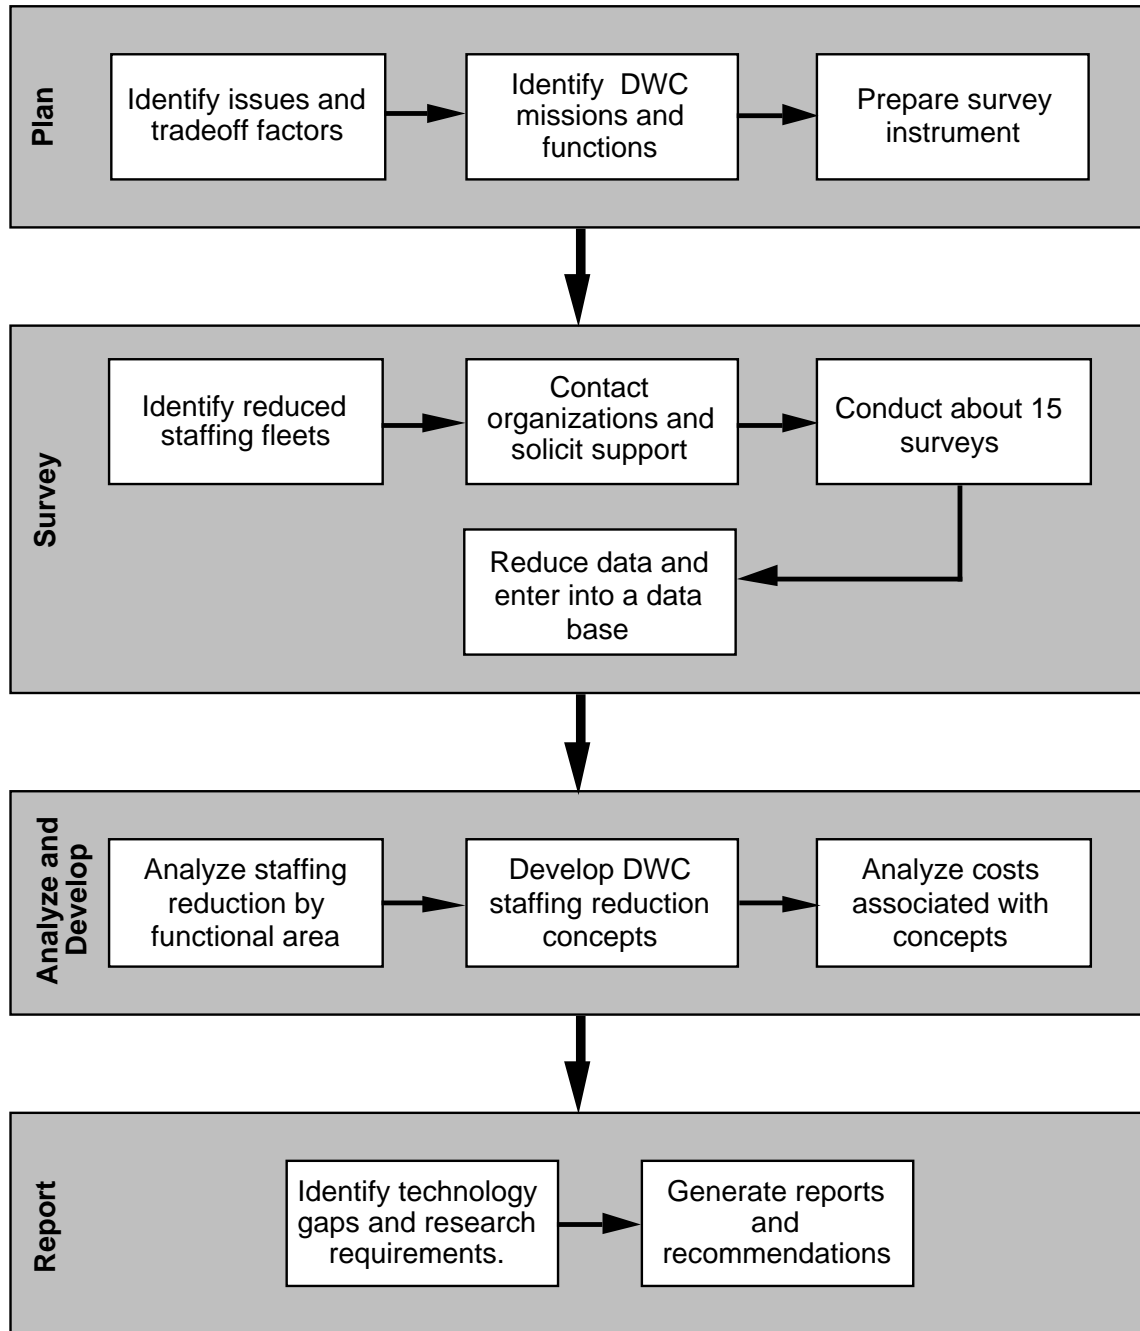 Plan
Identify issues and
tradeoff factors
Identify DWC
missions and
functions
Prepare survey
instrument
Survey
Identify reduced
staffing fleets
Contact
organizations and
solicit support
Conduct about 15
surveys
Reduce data and
enter into a data
base
Analyze and
Develop
Analyze staffing
reduction by
functional area
Develop DWC
staffing reduction
concepts
Analyze costs
associated with
concepts
Report
Identify technology
gaps and research
requirements.
Generate reports
and
recommendations